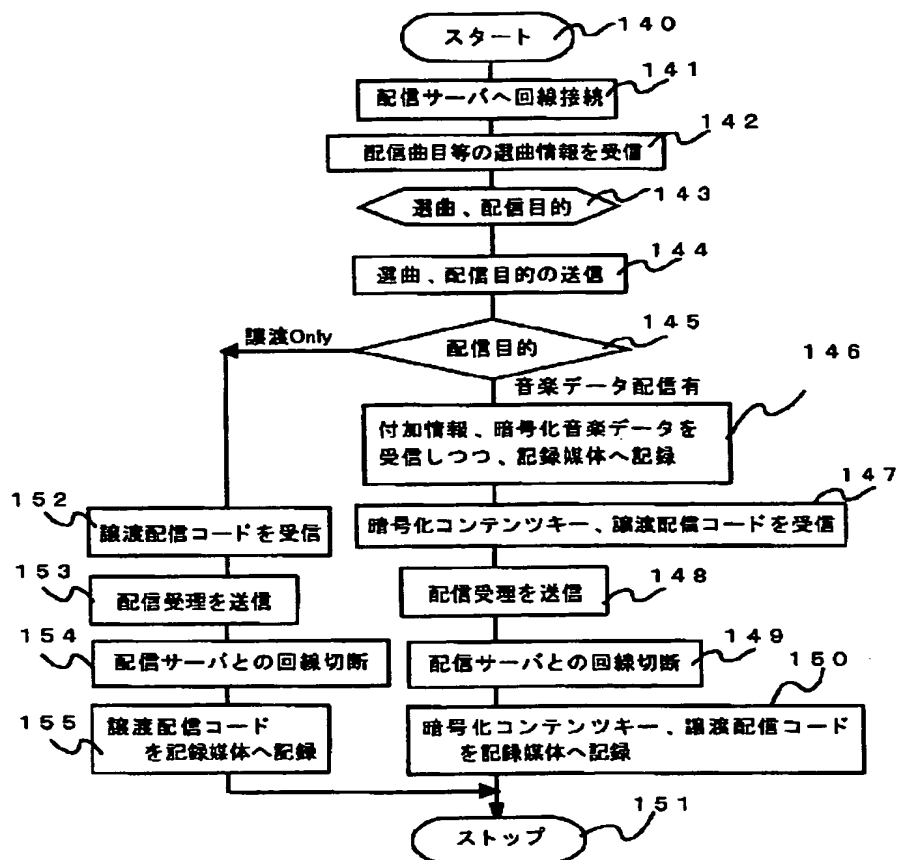 スタート
140
141
配信サーバへ回線接続
142
配信曲目等の選曲情報を受信
143
選曲、配信目的
144
選曲、配信目的の送信
145
配信目的
譲渡Only
音楽データ配信有
146
付加情報、暗号化音楽データを
受信しつつ、記録媒体へ記録
147
暗号化コンテンツキー、譲渡配信コードを受信
148
配信受理を送信
149
配信サーバとの回線切断
150
暗号化コンテンツキー、譲渡配信コード
を記録媒体へ記録
152
譲渡配信コードを受信
153
配信受理を送信
154
配信サーバとの回線切断
155
譲渡配信コード
を記録媒体へ記録
151
ストップ